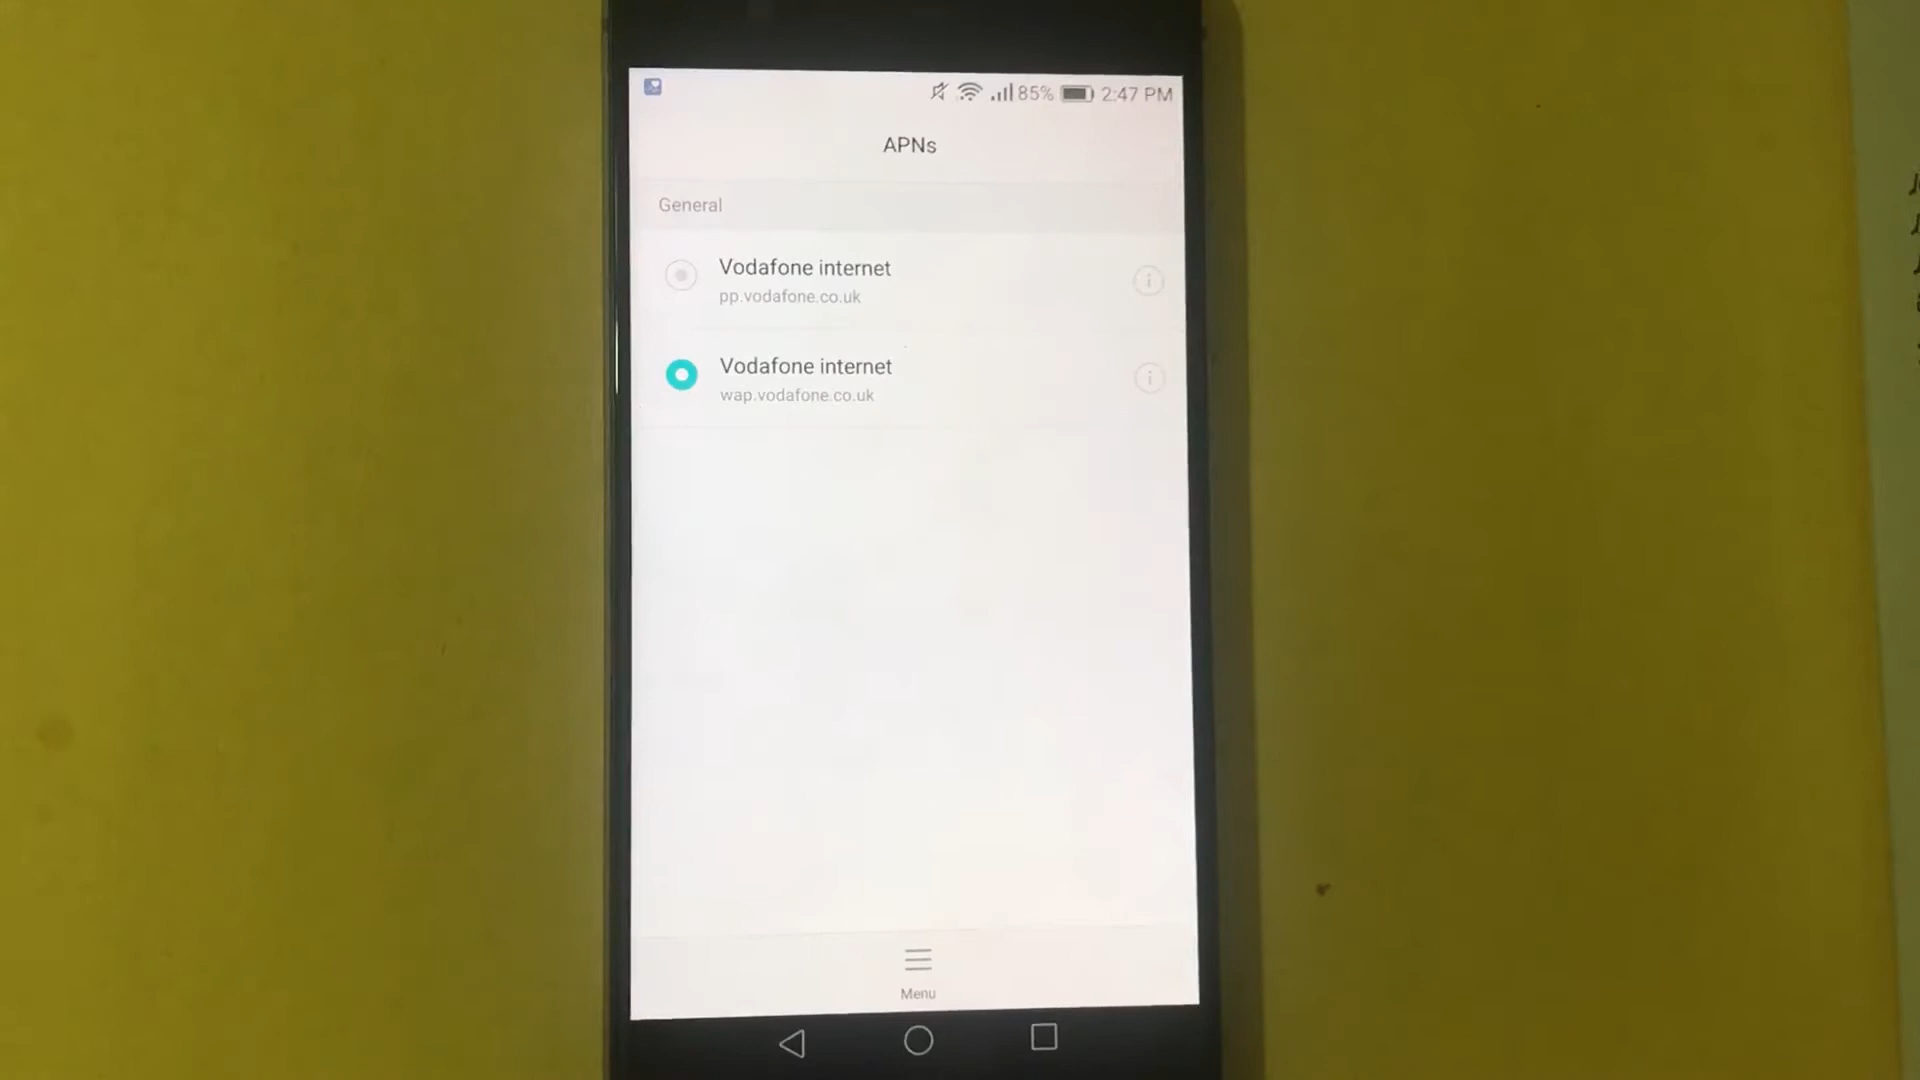 85% 2:47 PM
APNs
General
Vodafone internet
pp.vodafone.co.uk
Vodafone internet
wap.vodafone.co.uk
Menu